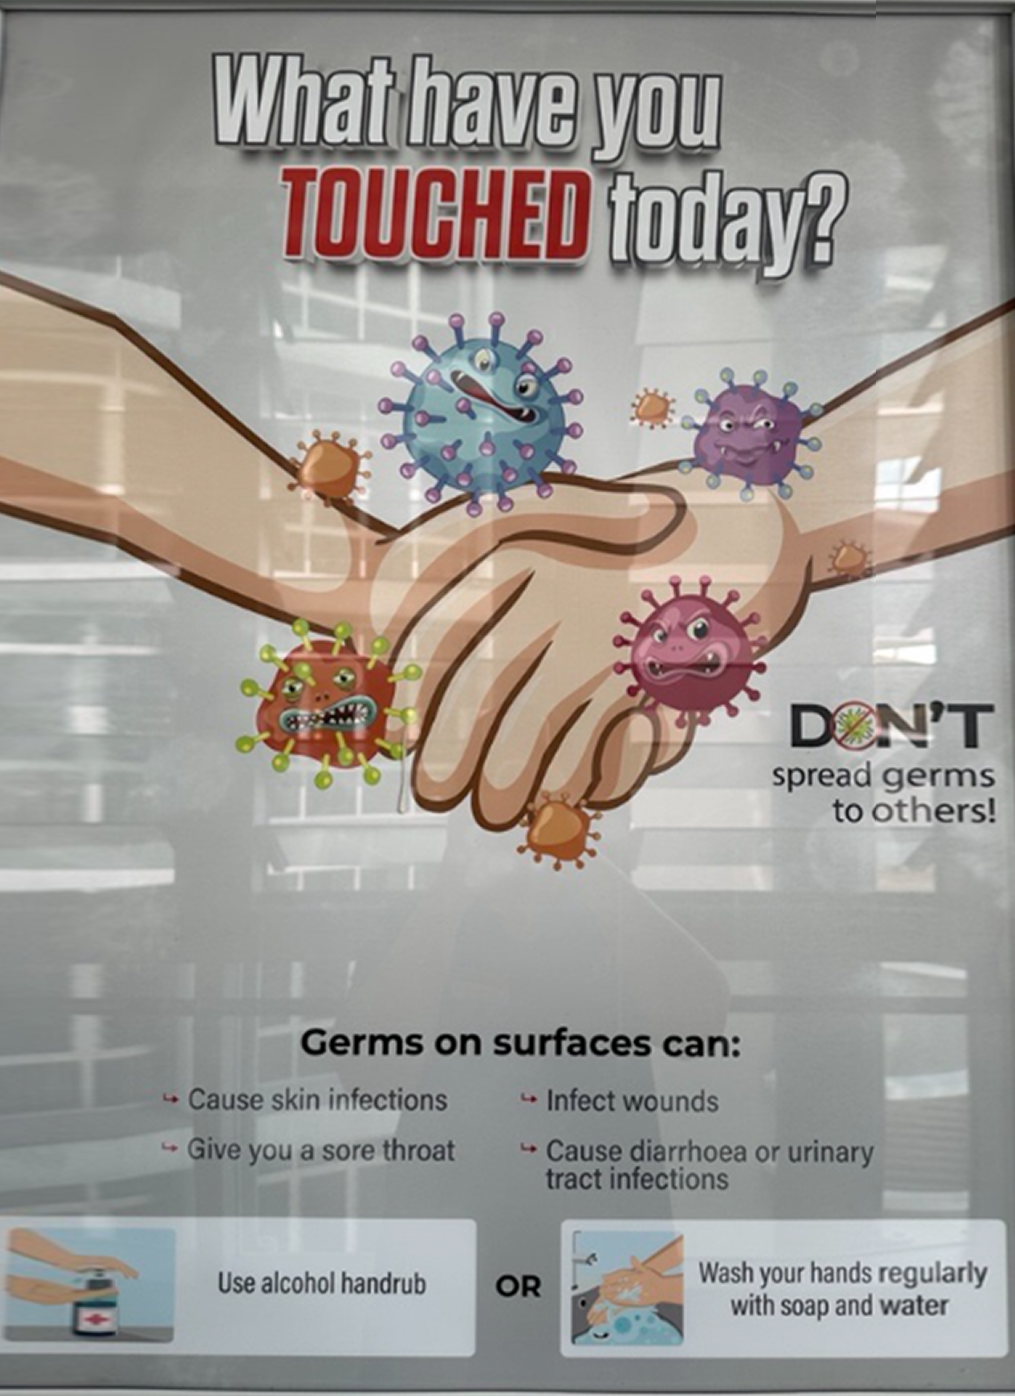 What have you
TOUCHED today?
DON'T
spread germs
to others!
Germs on surfaces can:
Cause skin infections
Give you a sore throat
Infect wounds
Cause diarrhoea or urinary
tract infections
Use alcohol handrub
OR
Wash your hands regularly
with soap and water